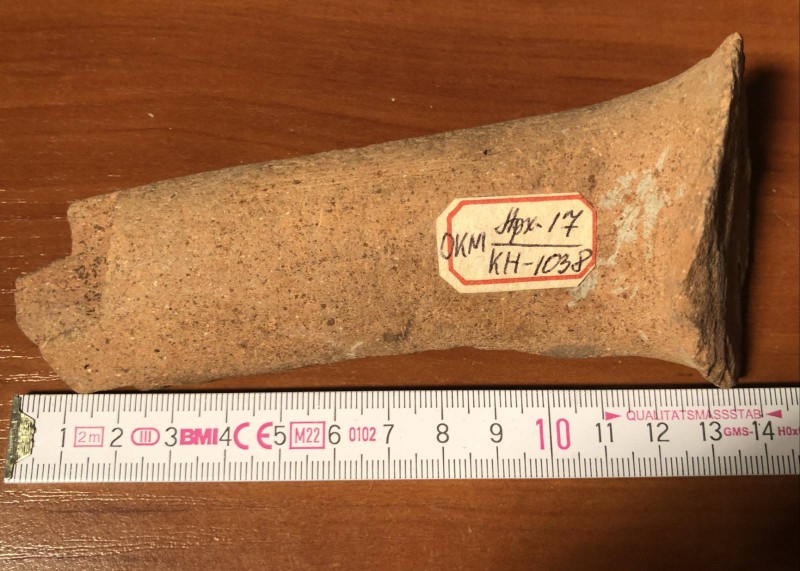 ОКМ Арх-17
КН-1038
QUALITÄTSMASSSTAB
1 2m 2 III 3 BMI 4 CE 5 M22 6 0102 7 8 9 10 11 12 13 GMS- 14